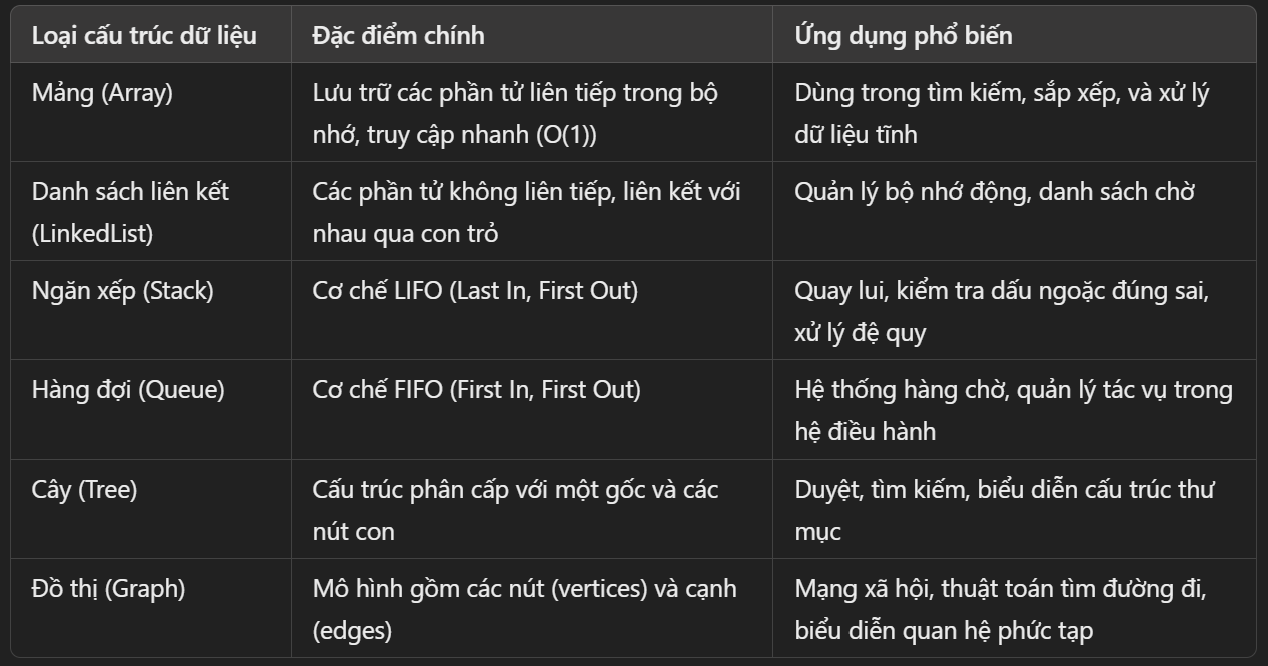 Loại cấu trúc dữ liệu
Đặc điểm chính
Ứng dụng phổ biến
Mảng (Array)
Lưu trữ các phần tử liên tiếp trong bộ
nhớ, truy cập nhanh (O(1))
Dùng trong tìm kiếm, sắp xếp, và xử lý
dữ liệu tĩnh
Danh sách liên kết
(LinkedList)
Các phần tử không liên tiếp, liên kết với
nhau qua con trỏ
Quản lý bộ nhớ động, danh sách chờ
Ngăn xếp (Stack)
Cơ chế LIFO (Last In, First Out)
Quay lui, kiểm tra dấu ngoặc đúng sai,
xử lý đệ quy
Hàng đợi (Queue)
Cơ chế FIFO (First In, First Out)
Hệ thống hàng chờ, quản lý tác vụ trong
hệ điều hành
Cây (Tree)
Cấu trúc phân cấp với một gốc và các
nút con
Duyệt, tìm kiếm, biểu diễn cấu trúc thư
mục
Đồ thị (Graph)
Mô hình gồm các nút (vertices) và cạnh
(edges)
Mạng xã hội, thuật toán tìm đường đi,
biểu diễn quan hệ phức tạp